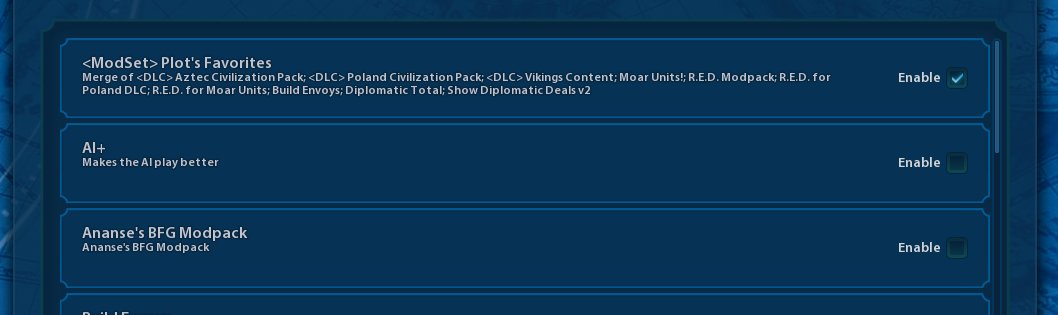 <ModSet> Plot's Favorites
Merge of <DLC> Aztec Civilization Pack; <DLC> Poland Civilization Pack; <DLC> Vikings Content; Moar Units!; R.E.D. Modpack; R.E.D. for
Poland DLC; R.E.D. for Moar Units; Build Envoys; Diplomatic Total; Show Diplomatic Deals v2
Enable
AI+
Makes the AI play better
Enable
Ananse's BFG Modpack
Ananse's BFG Modpack
Enable